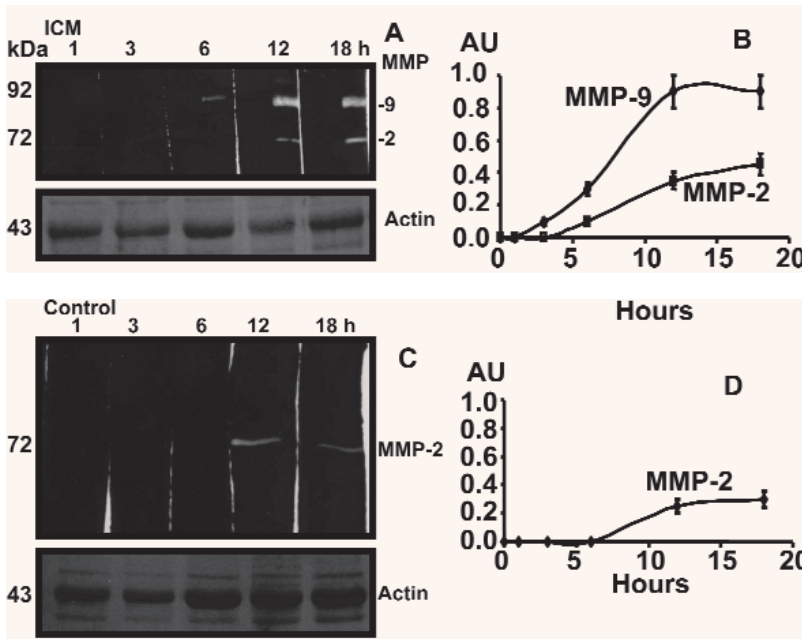 ICM
kDa 1 3 6 12 18 h
A
MMP
92
-9
72
-2
43
Actin
AU
B
1.0
0.8
0.6
0.4
0.2
0.0
MMP-9
MMP-2
0 5 10 15 20
Hours
Control
1 3 6 12 18 h
C
72
MMP-2
43
Actin
AU
D
1.0
0.8
0.6
0.4
0.2
0.0
MMP-2
0 5 10 15 20
Hours